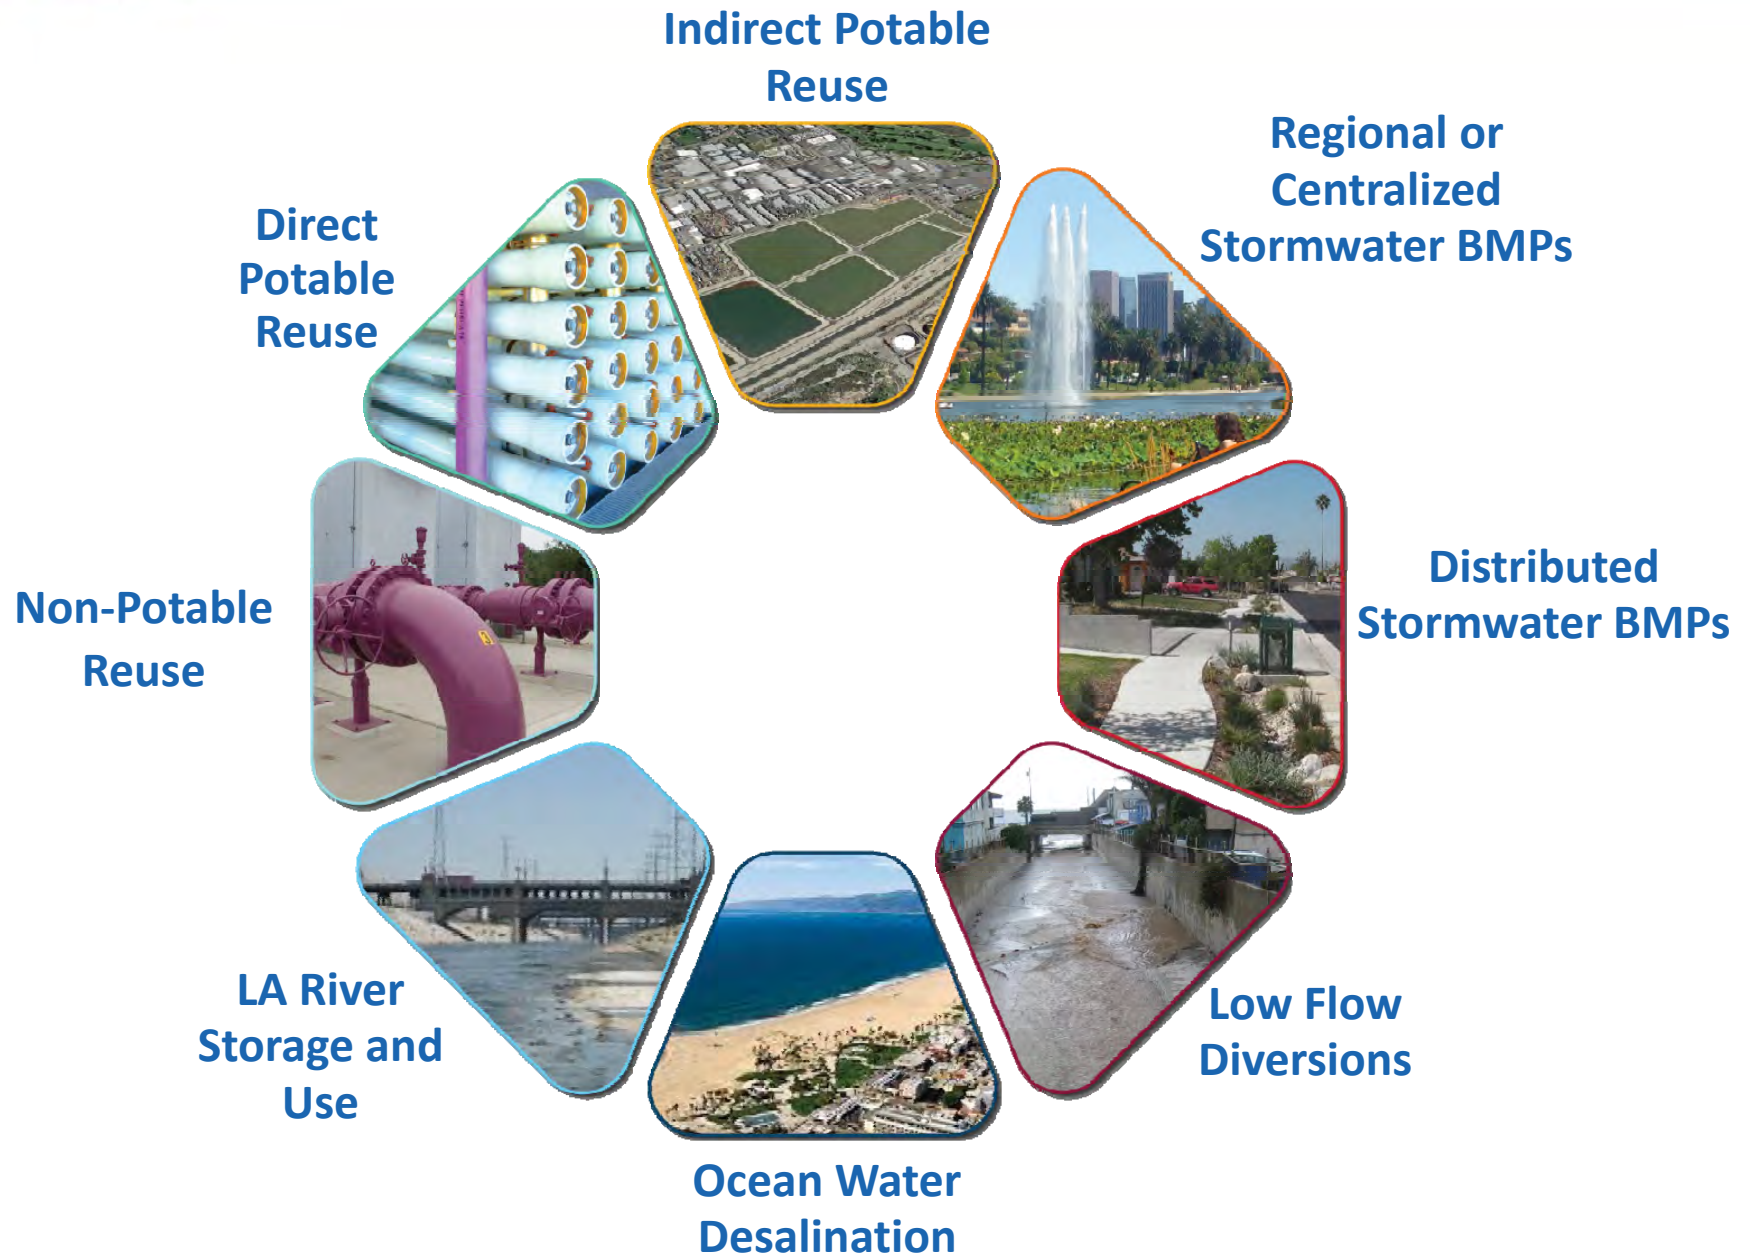 Indirect Potable
Reuse
Regional or
Centralized
Stormwater BMPs
Distributed
Stormwater BMPs
Low Flow
Diversions
Ocean Water
Desalination
LA River
Storage and
Use
Non-Potable
Reuse
Direct
Potable
Reuse